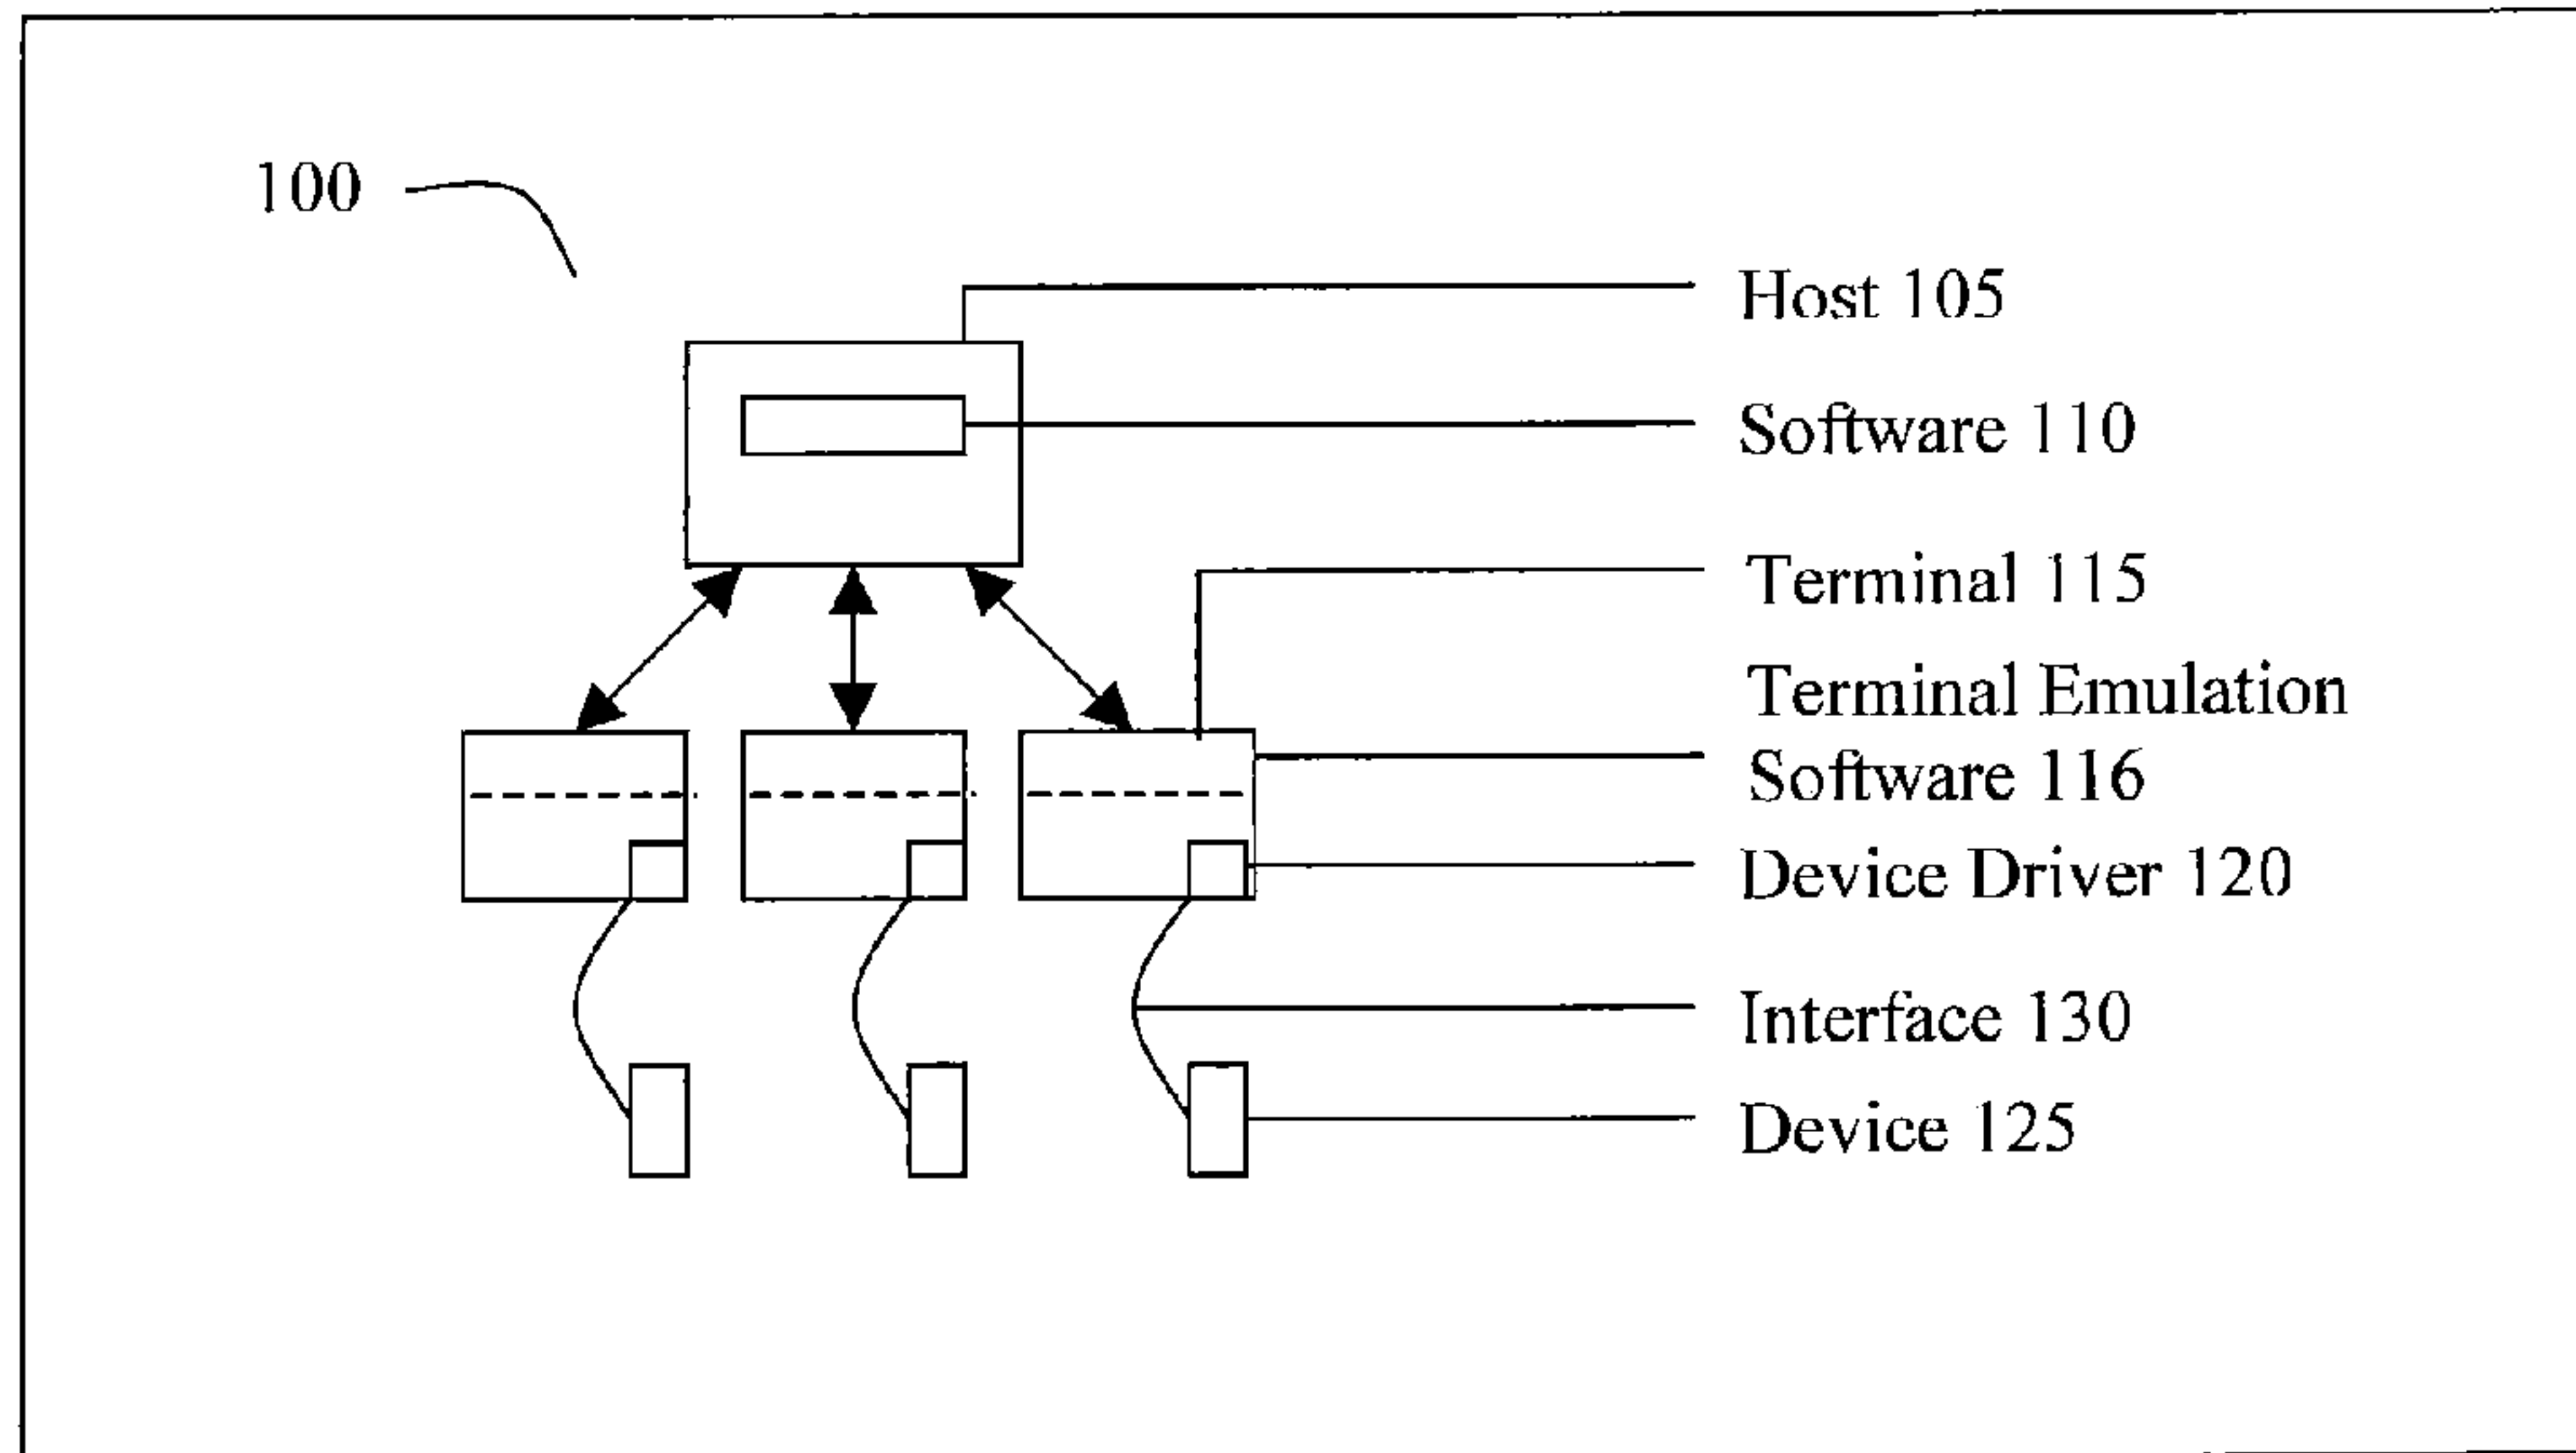 100
Host 105
Software 110
Terminal 115
Terminal Emulation
Software 116
Device Driver 120
Interface 130
Device 125